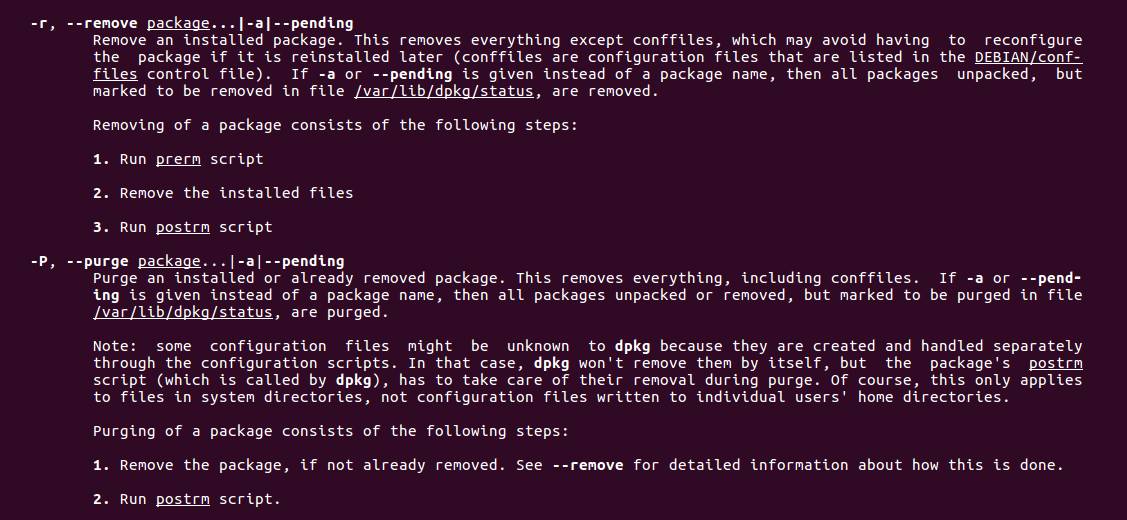 -r, --remove package...|-a|--pending
Remove an installed package. This removes everything except conffiles, which may avoid having  to  reconfigure
the  package if it is reinstalled later (conffiles are configuration files that are listed in the DEBIAN/conf-
files control file).  If -a or --pending is given instead of a package name, then all packages  unpacked,  but
marked to be removed in file /var/lib/dpkg/status, are removed.
Removing of a package consists of the following steps:
1. Run prerm script
2. Remove the installed files
3. Run postrm script
-P, --purge package...|-a|--pending
Purge an installed or already removed package. This removes everything, including conffiles.  If -a or --pend-
ing is given instead of a package name, then all packages unpacked or removed, but marked to be purged in file
/var/lib/dpkg/status, are purged.
Note:  some  configuration  files  might  be  unknown  to dpkg because they are created and handled separately
through the configuration scripts. In that case, dpkg won't remove them by itself, but  the  package's  postrm
script (which is called by dpkg), has to take care of their removal during purge. Of course, this only applies
to files in system directories, not configuration files written to individual users' home directories.
Purging of a package consists of the following steps:
1. Remove the package, if not already removed. See --remove for detailed information about how this is done.
2. Run postrm script.